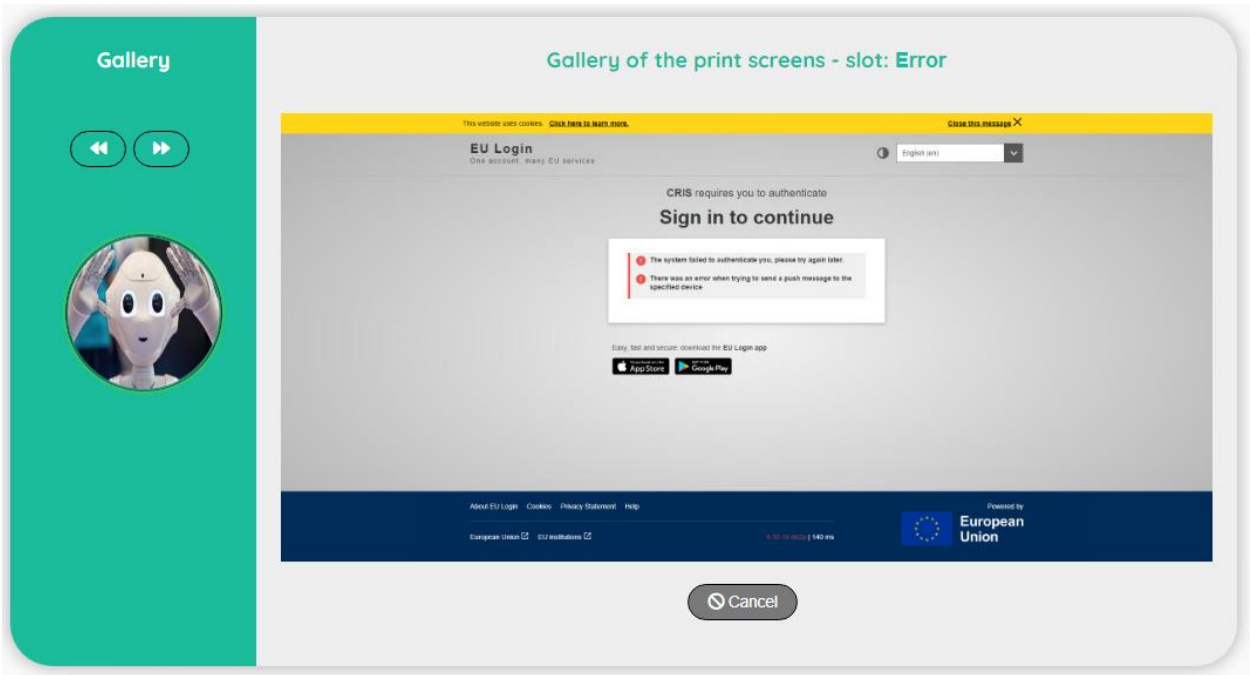 Gallery
Gallery of the print screens - slot: Error
This website uses cookies. Click here to learn more.
Close this message
EU Login
One account, many EU services
English (en)
CRIS requires you to authenticate
Sign in to continue
The system failed to authenticate you, please try again later.
There was an error when trying to send a push message to the
specified device
Easy, fast and secure: download the EU Login app
App Store
Google Play
About EU Login Cookies Privacy Statement Help
Powered by
European
Union
European Union EU institutions
| 140 ms
Cancel